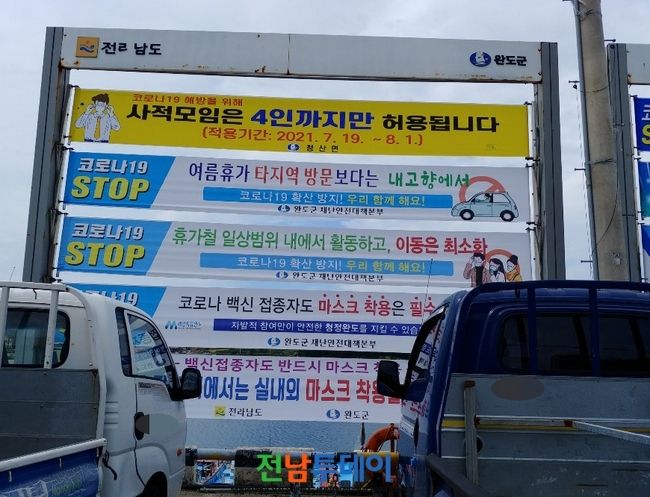 전라남도
완도군
코로나19 예방을 위해
사적모임은 4인까지만 허용됩니다
(적용기간: 2021. 7. 19. ~ 8. 1.)
청산면
코로나19
STOP
여름휴가 타지역 방문보다는 내고향에서
코로나19 확산 방지! 우리 함께 해요!
완도군 재난안전대책본부
코로나19
STOP
휴가철 일상범위 내에서 활동하고, 이동은 최소화
코로나19 확산 방지! 우리 함께 해요!
완도군 재난안전대책본부
코로나19
코로나 백신 접종자도 마스크 착용은 필수
자발적 참여만이 안전한 청정완도를 지킬 수 있습
완도군 재난안전대책본부
백신접종자도 반드시 마스크 착
에서는 실내외 마스크 착용을
전라남도 완도군
전남투데이